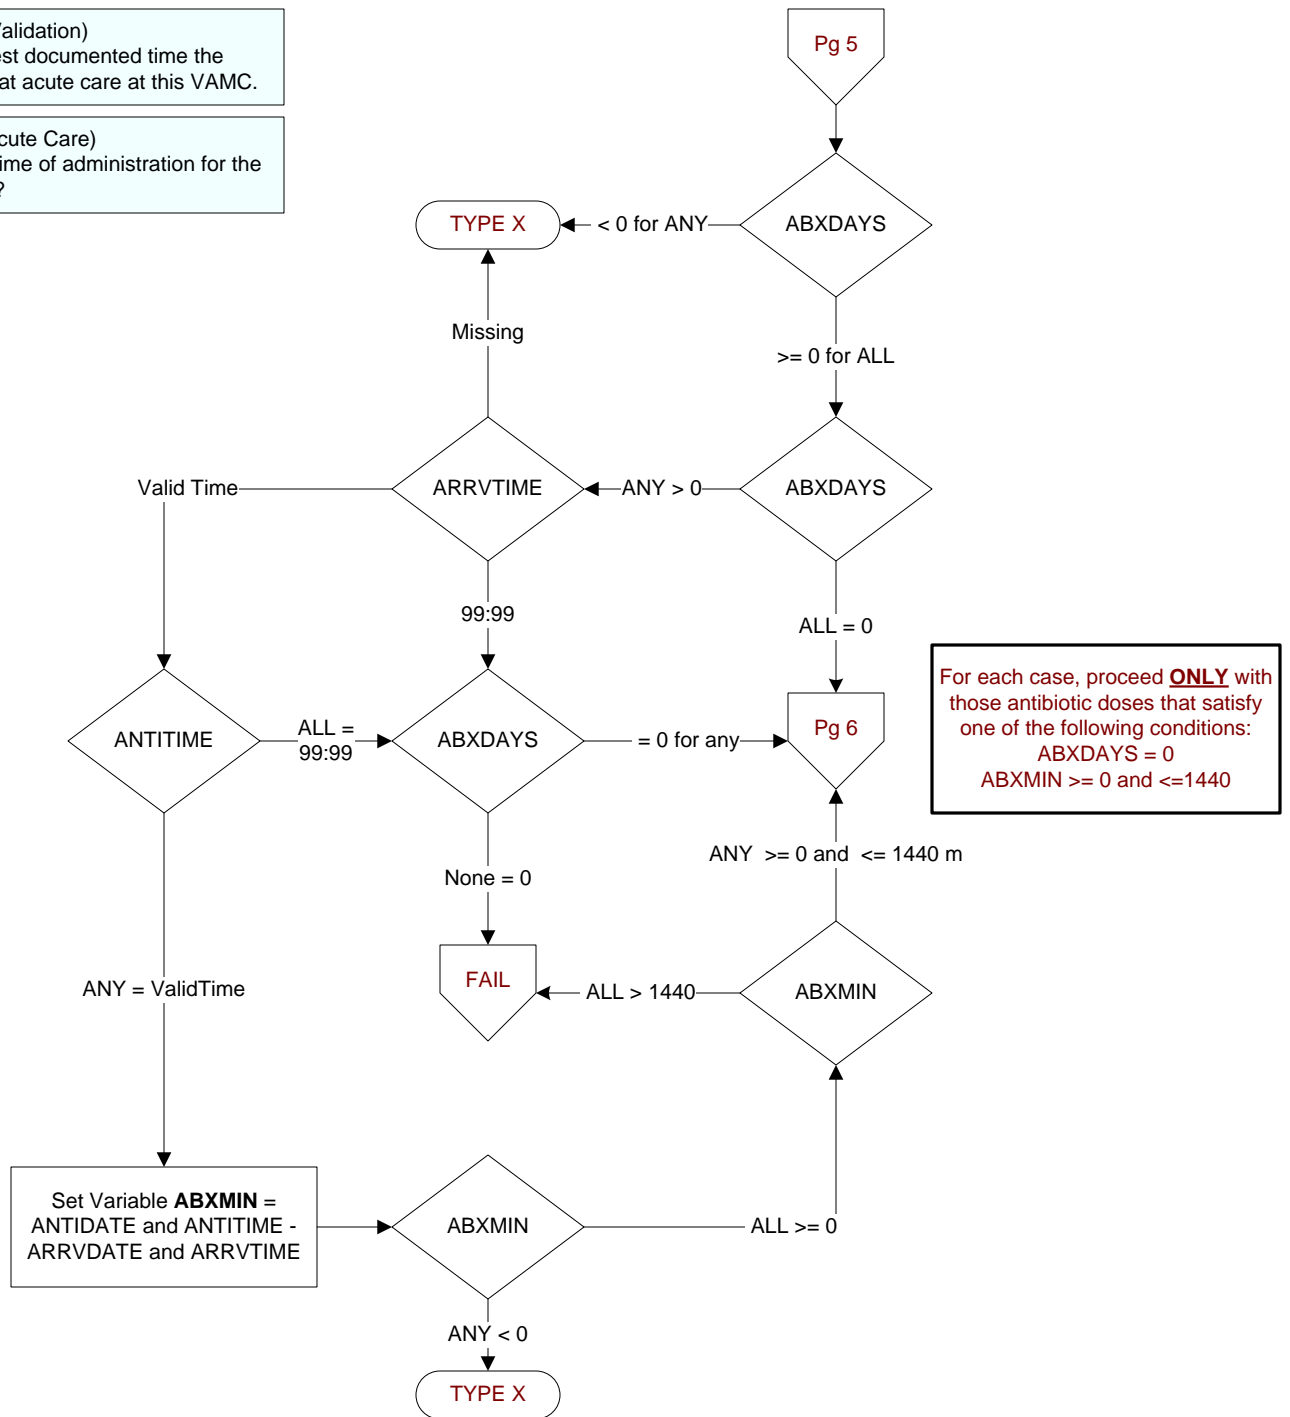 alidation)
est documented time the
at acute care at this VAMC.
cute Care)
ime of administration for the
?
Pg 5
ABXDAYS
< 0 for ANY
TYPE X
Missing
>= 0 for ALL
ABXDAYS
ANY > 0
ARRVTIME
Valid Time
99:99
ALL = 0
ANTITIME
ALL =
99:99
ABXDAYS
= 0 for any
Pg 6
For each case, proceed ONLY with
those antibiotic doses that satisfy
one of the following conditions:
ABXDAYS = 0
ABXMIN >= 0 and <=1440
None = 0
ANY >= 0 and <= 1440 m
FAIL
ALL > 1440
ABXMIN
ANY = ValidTime
Set Variable ABXMIN =
ANTIDATE and ANTITIME -
ARRVDATE and ARRVTIME
ABXMIN
ALL >= 0
ANY < 0
TYPE X